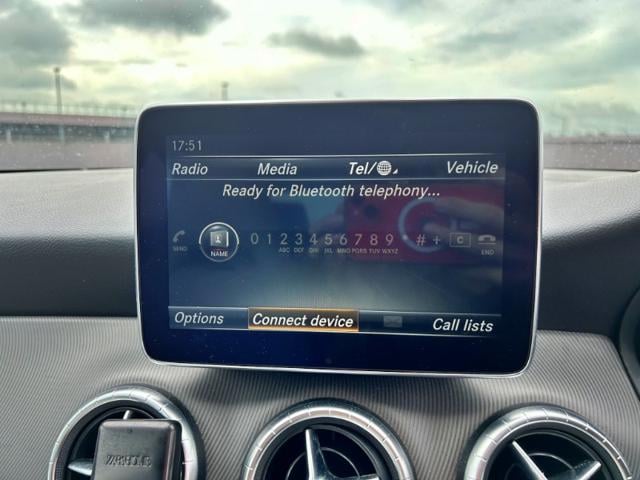 17:51
Radio Media Tel/ Vehicle
Ready for Bluetooth telephony...
0 1 2 3 4 5 6 7 8 9 # + C
SEND NAME ABC DEF GHI JKL MNO PQRS TUV WXYZ END
Options Connect device Call lists